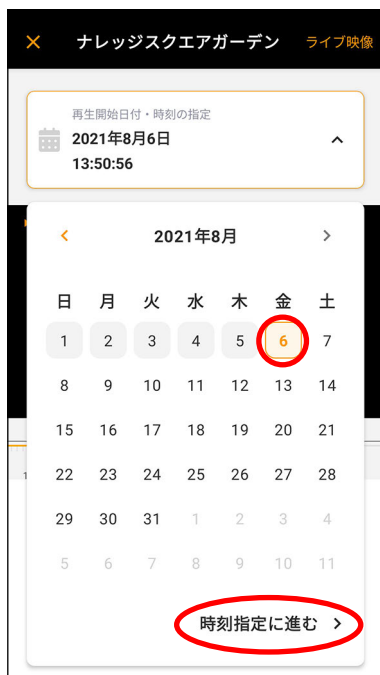 × ナレッジスクエアガーデン ライブ映像
再生開始日付・時刻の指定
2021年8月6日
13:50:56
2021年8月
日 月 火 水 木 金 土
1 2 3 4 5 6 7
8 9 10 11 12 13 14
15 16 17 18 19 20 21
22 23 24 25 26 27 28
29 30 31 1 2 3 4
5 6 7 8 9 10 11
時刻指定に進む